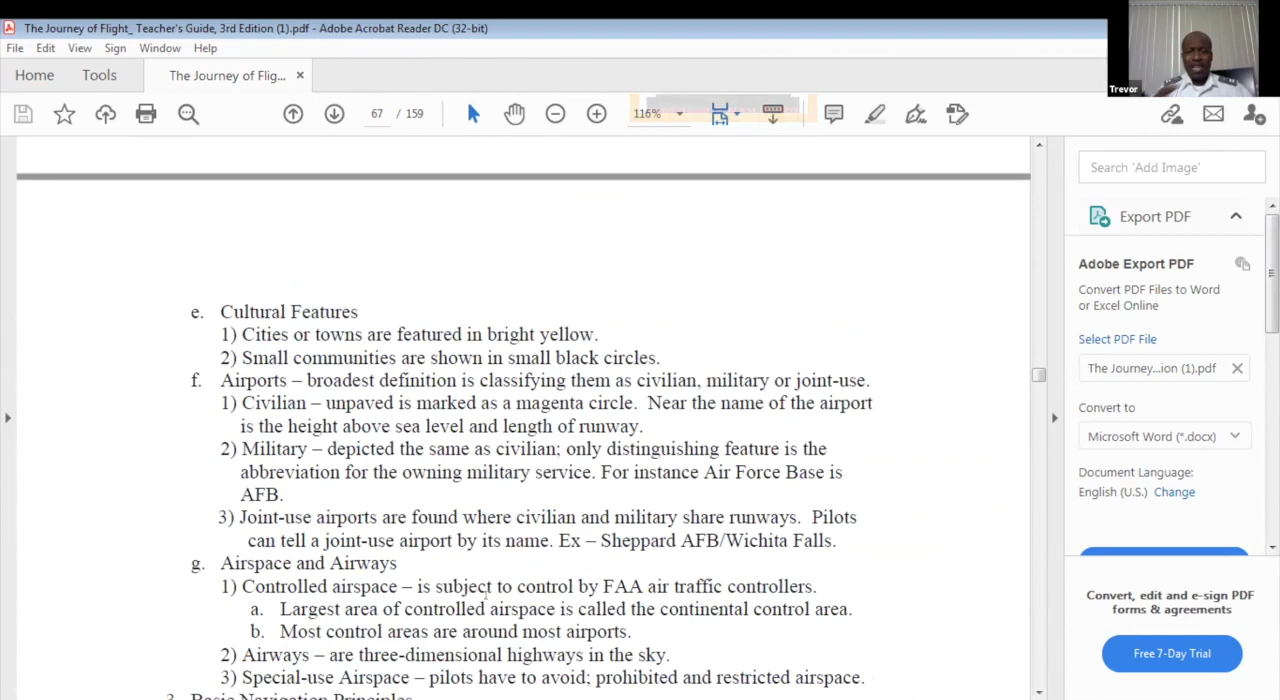 The Journey of Flight_ Teacher's Guide, 3rd Edition (1).pdf - Adobe Acrobat Reader DC (32-bit)
File Edit View Sign Window Help
Home Tools The Journey of Flig... ×
67 / 159 116%
Trevor
Search 'Add Image'
Export PDF
Adobe Export PDF
Convert PDF Files to Word
or Excel Online
Select PDF File
The Journey...ion (1).pdf
Convert to
Microsoft Word (*.docx)
Document Language:
English (U.S.) Change
Convert, edit and e-sign PDF
forms & agreements
Free 7-Day Trial
e. Cultural Features
1) Cities or towns are featured in bright yellow.
2) Small communities are shown in small black circles.
f. Airports – broadest definition is classifying them as civilian, military or joint-use.
1) Civilian – unpaved is marked as a magenta circle. Near the name of the airport
is the height above sea level and length of runway.
2) Military – depicted the same as civilian; only distinguishing feature is the
abbreviation for the owning military service. For instance Air Force Base is
AFB.
3) Joint-use airports are found where civilian and military share runways. Pilots
can tell a joint-use airport by its name. Ex – Sheppard AFB/Wichita Falls.
g. Airspace and Airways
1) Controlled airspace – is subject to control by FAA air traffic controllers.
a. Largest area of controlled airspace is called the continental control area.
b. Most control areas are around most airports.
2) Airways – are three-dimensional highways in the sky.
3) Special-use Airspace – pilots have to avoid; prohibited and restricted airspace.
3. Basic Navigation Principles